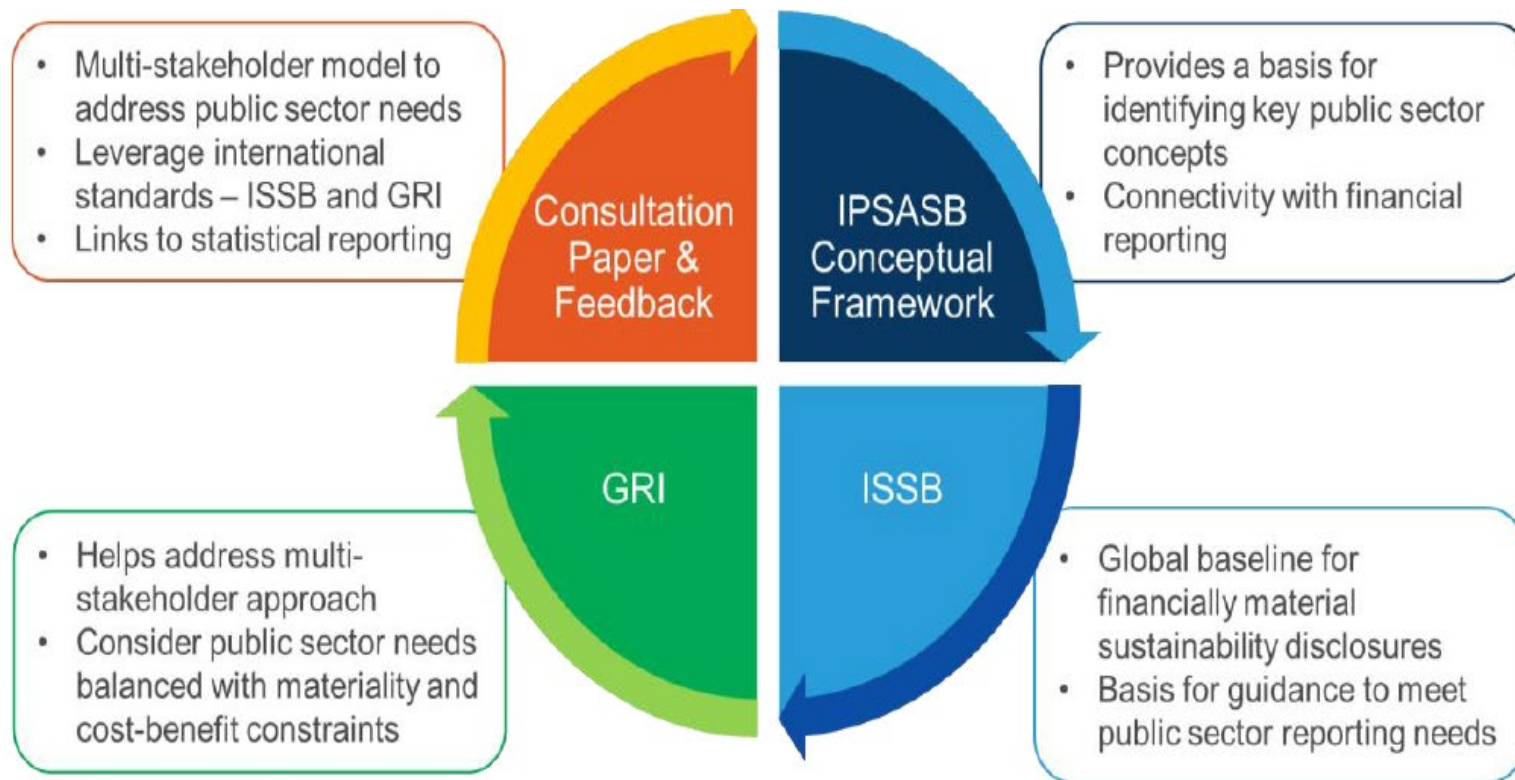 • Multi-stakeholder model to
address public sector needs
• Leverage international
standards – ISSB and GRI
• Links to statistical reporting
Consultation
Paper &
Feedback
IPSASB
Conceptual
Framework
• Provides a basis for
identifying key public sector
concepts
• Connectivity with financial
reporting
GRI
ISSB
• Helps address multi-
stakeholder approach
• Consider public sector needs
balanced with materiality and
cost-benefit constraints
• Global baseline for
financially material
sustainability disclosures
• Basis for guidance to meet
public sector reporting needs